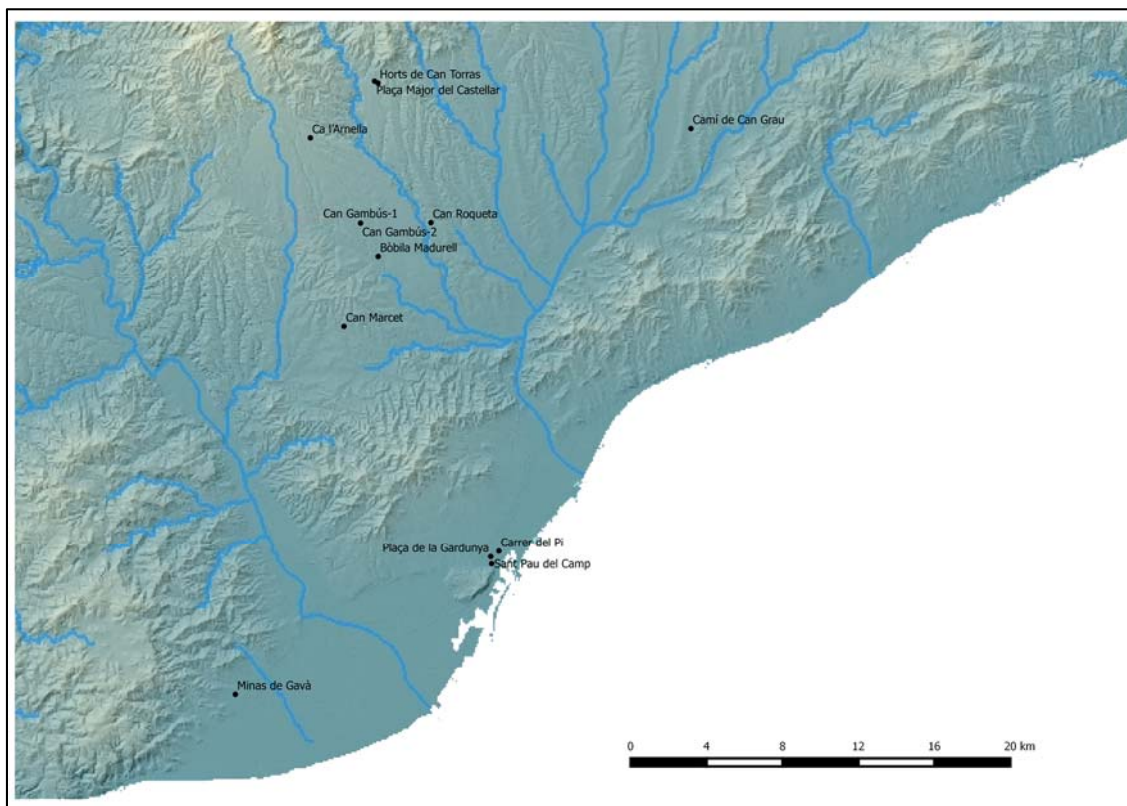 Horts de Can Torras
Plaça Major del Castellar
Camí de Can Grau
Ca l'Arnella
Can Gambús-1
Can Roqueta
Can Gambús-2
Bòbila Madurell
Can Marcet
Carrer del Pi
Plaça de la Gardunya
Sant Pau del Camp
Minas de Gavà
0 4 8 12 16 20 km